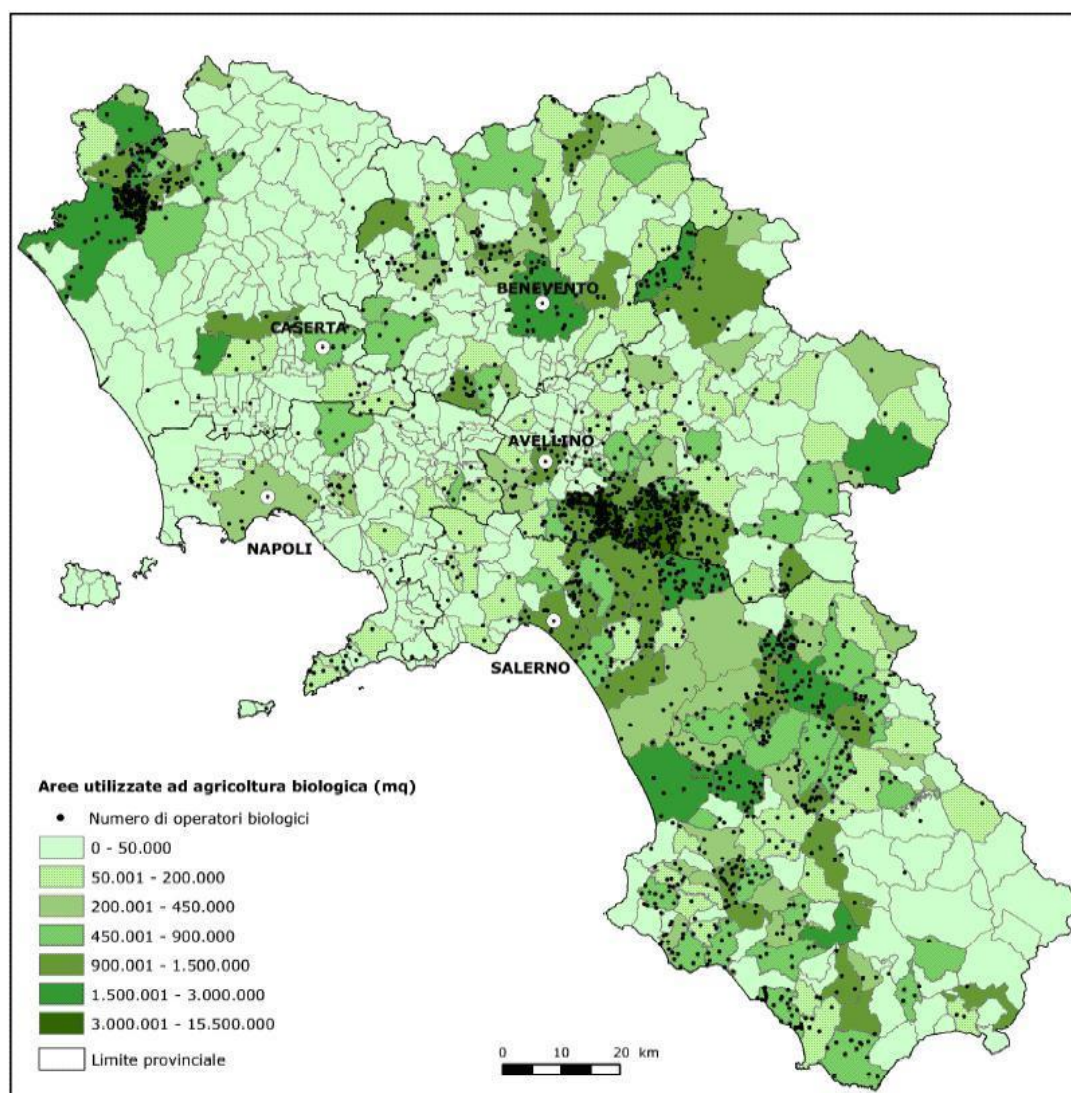 BENEVENTO
CASERTA
AVELLINO
NAPOLI
SALERNO
Aree utilizzate ad agricoltura biologica (mq)
Numero di operatori biologici
0 - 50.000
50.001 - 200.000
200.001 - 450.000
450.001 - 900.000
900.001 - 1.500.000
1.500.001 - 3.000.000
3.000.001 - 15.500.000
Limite provinciale
0 10 20 km